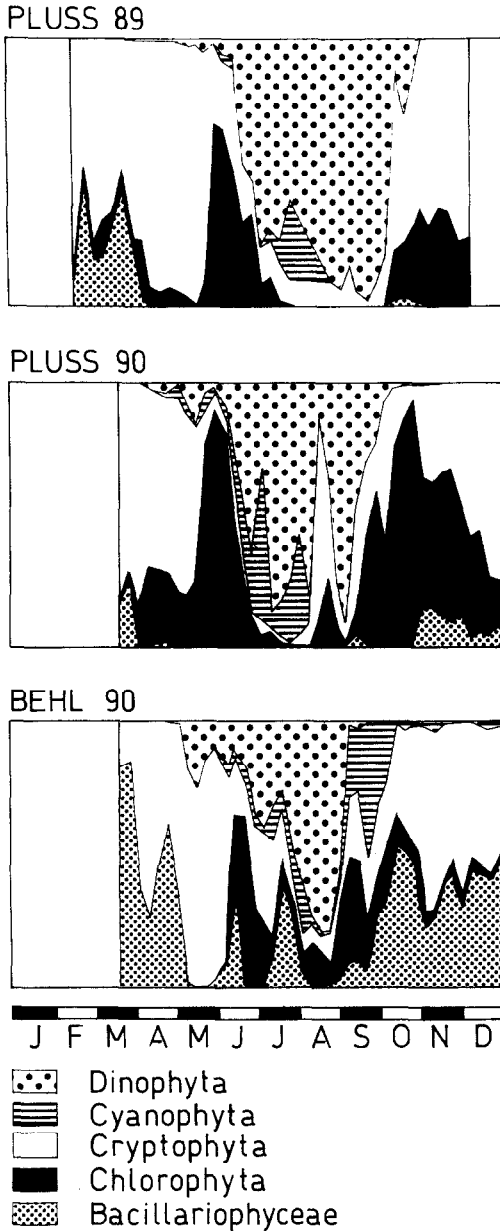 PLUSS 89
PLUSS 90
BEHL 90
J F M A M J J A S O N D
Dinophyta
Cyanophyta
Cryptophyta
Chlorophyta
Bacillariophyceae